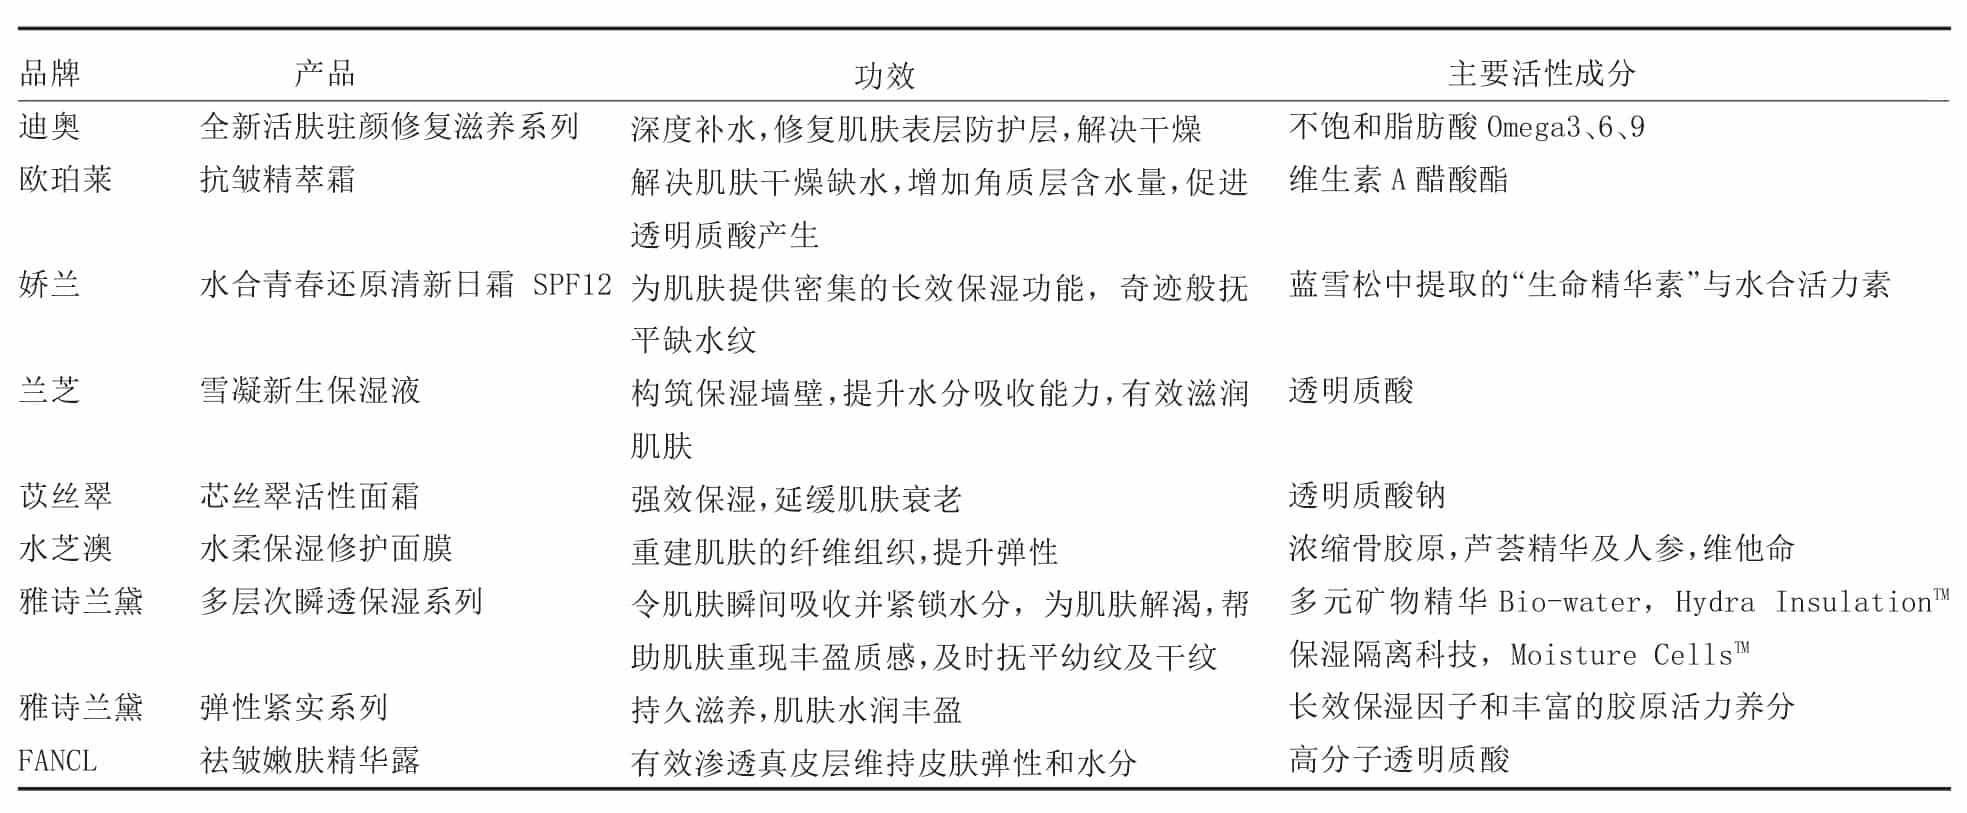 品牌 产品 功效 主要活性成分
迪奥 全新活肤驻颜修复滋养系列 深度补水,修复肌肤表层防护层,解决干燥 不饱和脂肪酸 Omega3、6、9
欧珀莱 抗皱精萃霜 解决肌肤干燥缺水,增加角质层含水量,促进 维生素 A 醋酸酯
透明质酸产生
娇兰 水合青春还原清新日霜 SPF12 为肌肤提供密集的长效保湿功能, 奇迹般抚 蓝雪松中提取的“生命精华素”与水合活力素
平缺水纹
兰芝 雪凝新生保湿液 构筑保湿墙壁,提升水分吸收能力,有效滋润 透明质酸
肌肤
苡丝翠 芯丝翠活性面霜 强效保湿,延缓肌肤衰老 透明质酸钠
水芝澳 水柔保湿修护面膜 重建肌肤的纤维组织,提升弹性 浓缩骨胶原,芦荟精华及人参,维他命
雅诗兰黛 多层次瞬透保湿系列 令肌肤瞬间吸收并紧锁水分, 为肌肤解渴,帮 多元矿物精华 Bio-water, Hydra Insulation™
助肌肤重现丰盈质感,及时抚平幼纹及干纹 保湿隔离科技, Moisture Cells™
雅诗兰黛 弹性紧实系列 持久滋养,肌肤水润丰盈 长效保湿因子和丰富的胶原活力养分
FANCL 祛皱嫩肤精华露 有效渗透真皮层维持皮肤弹性和水分 高分子透明质酸